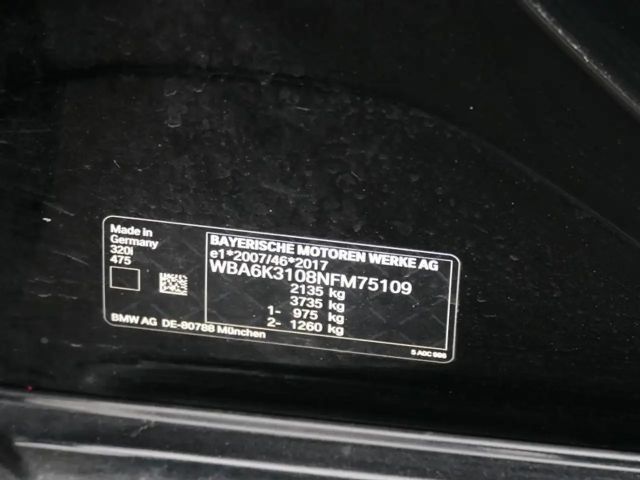 Made in
Germany
320i
475
BAYERISCHE MOTOREN WERKE AG
e1*2007/46*2017
WBA6K3108NFM75109
2135 kg
3735 kg
1- 975 kg
2- 1260 kg
BMW AG DE-80788 München